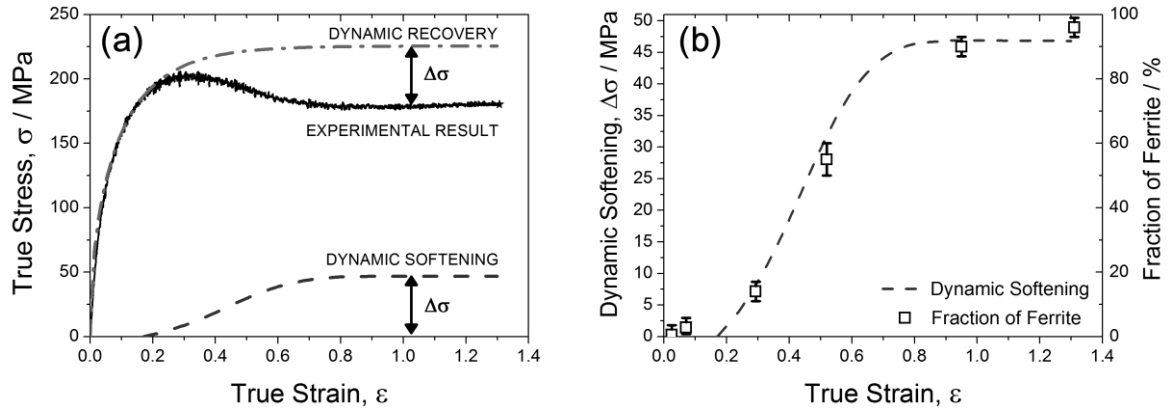 (a)
DYNAMIC RECOVERY
Δσ
EXPERIMENTAL RESULT
DYNAMIC SOFTENING
Δσ
True Stress, σ / MPa
250
200
150
100
50
0
0.0 0.2 0.4 0.6 0.8 1.0 1.2 1.4
True Strain, ε
(b)
Dynamic Softening, Δσ / MPa
50
45
40
35
30
25
20
15
10
5
0
Dynamic Softening
Fraction of Ferrite
100
80
60
40
20
0
Fraction of Ferrite / %
0.0 0.2 0.4 0.6 0.8 1.0 1.2 1.4
True Strain, ε